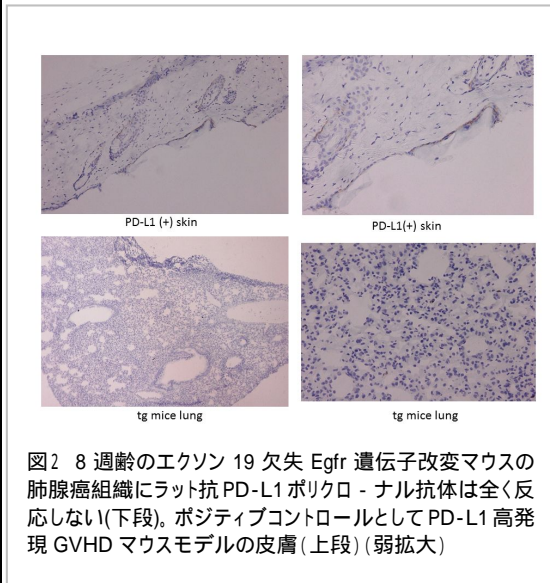 PD-L1 (+) skin
PD-L1(+) skin
tg mice lung
tg mice lung
図2 8 週齢のエクソン 19 欠失 Egfr 遺伝子改変マウスの
肺腺癌組織にラット抗 PD-L1 ポリクロ - ナル抗体は全く反
応しない(下段)。ポジティブコントロールとして PD-L1 高発
現 GVHD マウスモデルの皮膚(上段)(弱拡大)